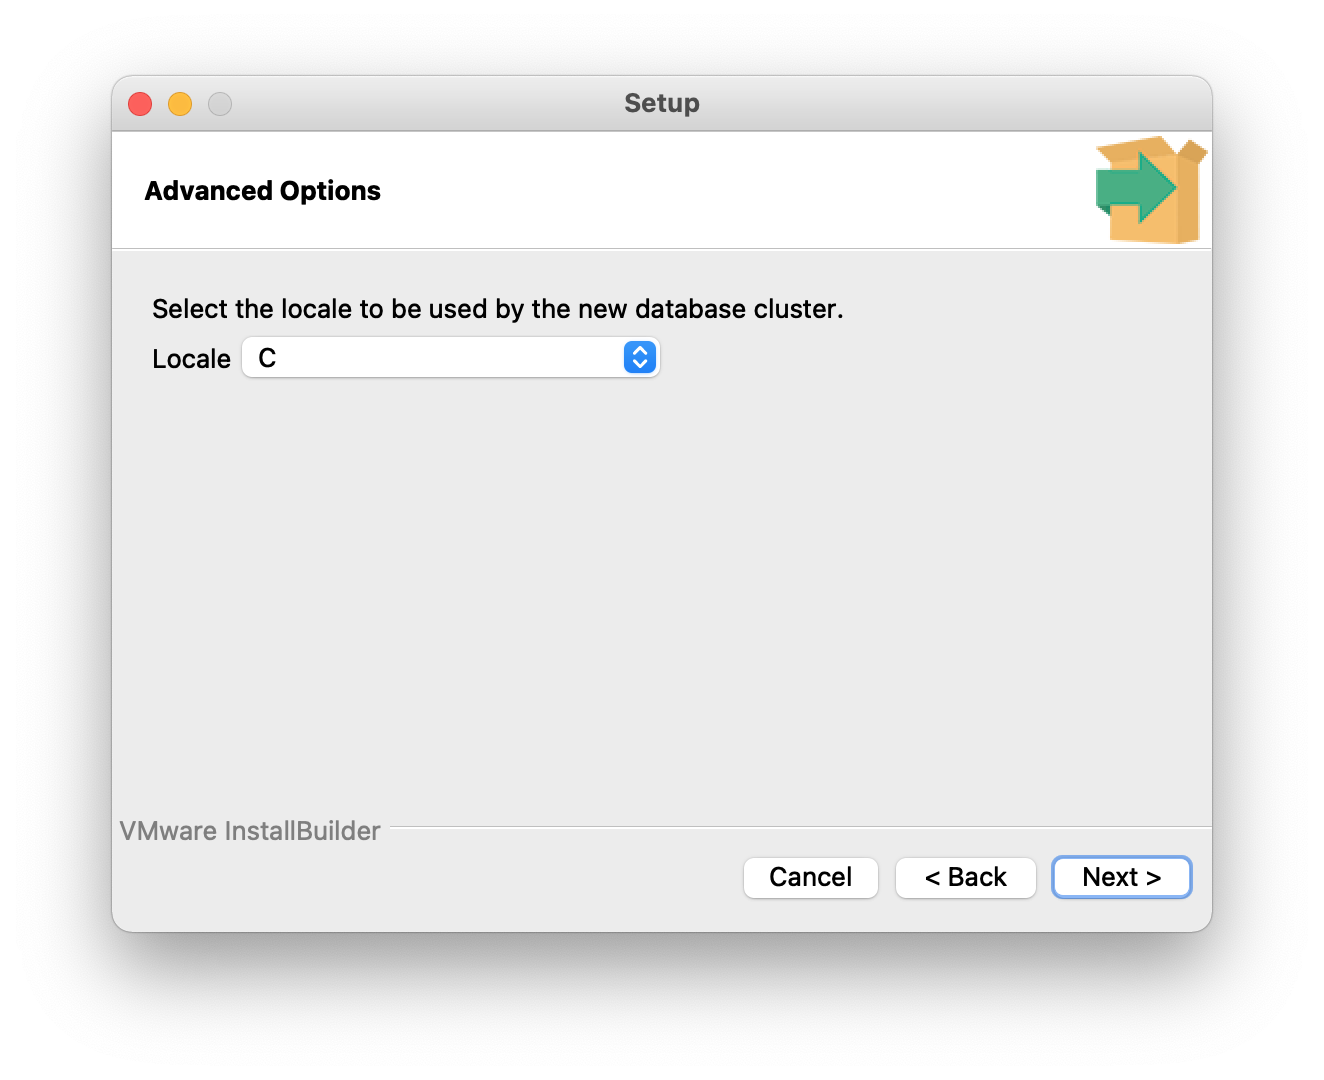 Setup
Advanced Options
Select the locale to be used by the new database cluster.
Locale C
VMware InstallBuilder
Cancel < Back Next >